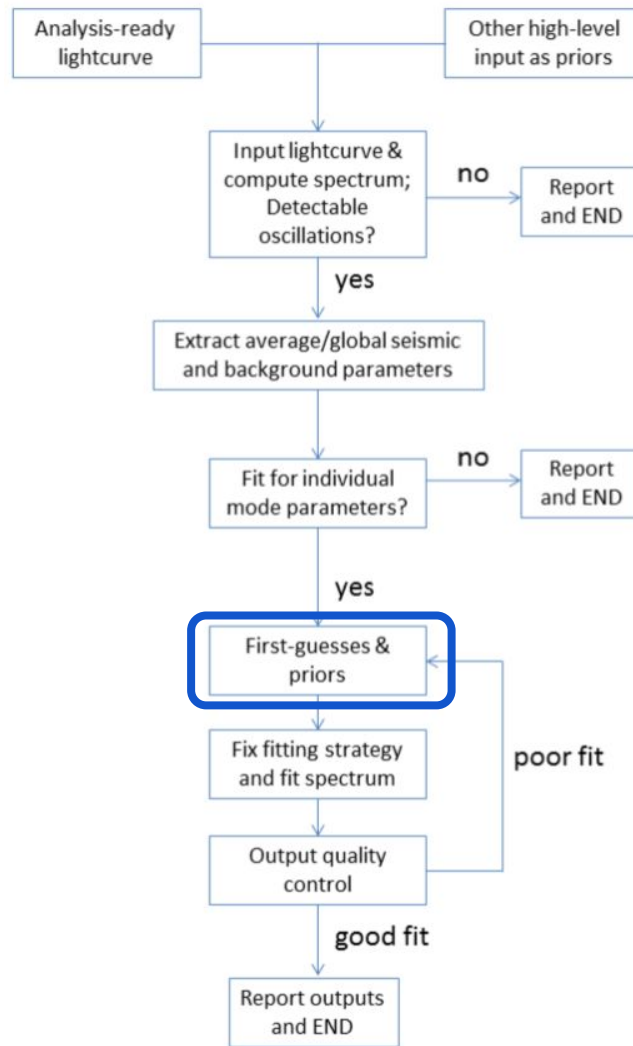 Analysis-ready
lightcurve
Other high-level
input as priors
Input lightcurve &
compute spectrum;
Detectable
oscillations?
no
Report
and END
yes
Extract average/global seismic
and background parameters
Fit for individual
mode parameters?
no
Report
and END
yes
First-guesses &
priors
Fix fitting strategy
and fit spectrum
poor fit
Output quality
control
good fit
Report outputs
and END